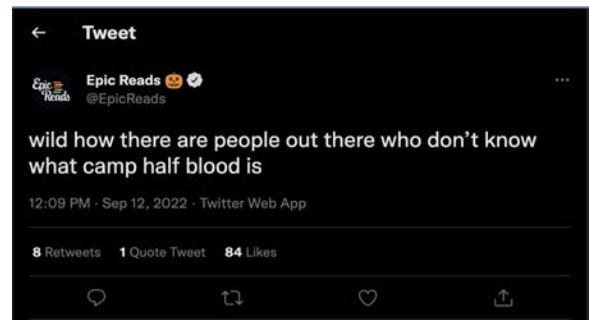 Tweet
Epic Reads
Epic Reads 🎃
@EpicReads
wild how there are people out there who don't know
what camp half blood is
12:09 PM · Sep 12, 2022 · Twitter Web App
8 Retweets 1 Quote Tweet 84 Likes